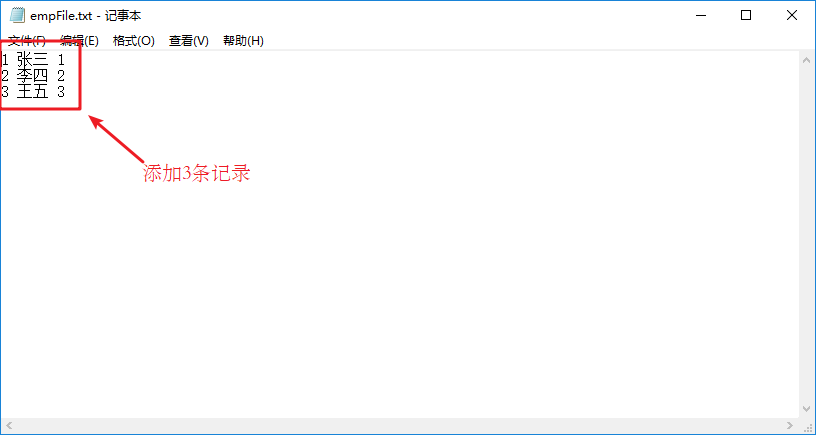 empFile.txt - 记事本
文件(F) 编辑(E) 格式(O) 查看(V) 帮助(H)
1 张三 1
2 李四 2
3 王五 3
添加3条记录